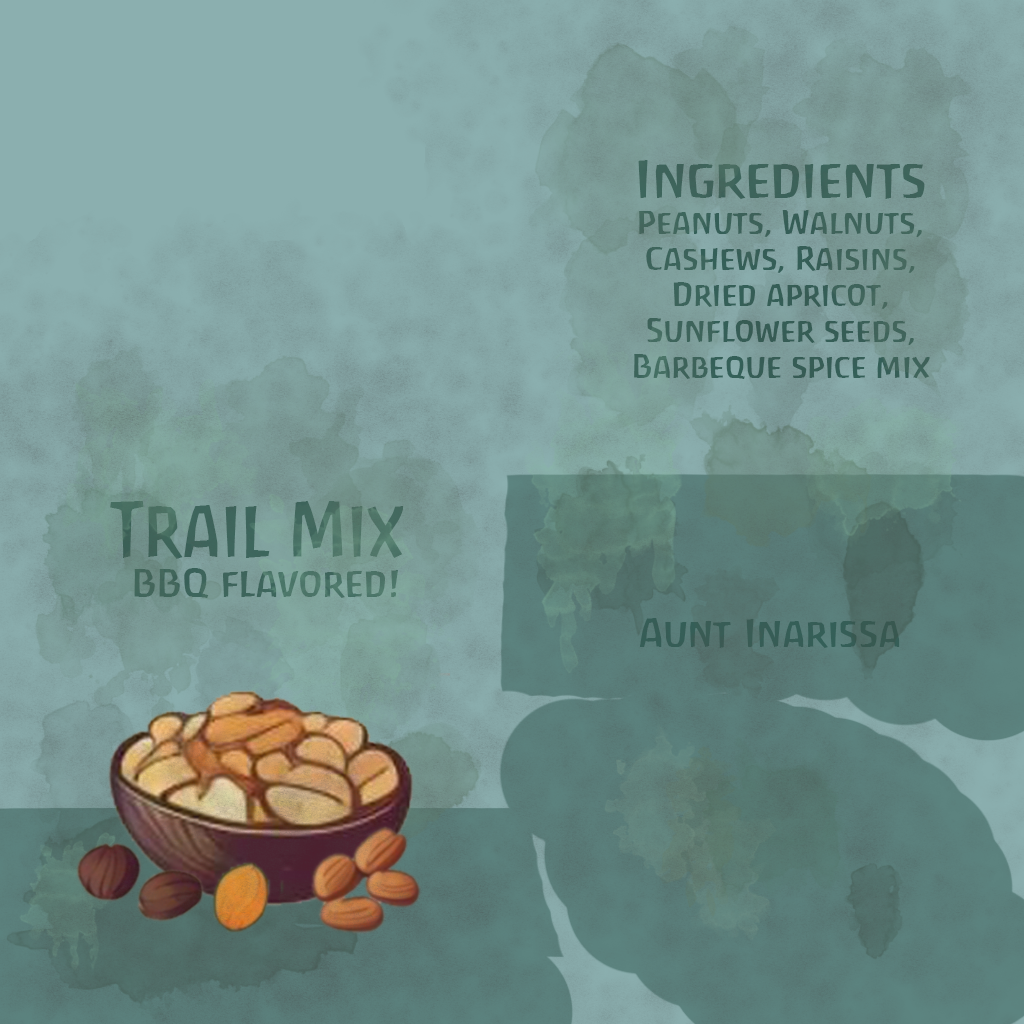 Trail Mix
BBQ flavored!
Ingredients
Peanuts, Walnuts,
Cashews, Raisins,
Dried apricot,
Sunflower seeds,
Barbeque spice mix
Aunt Inarissa